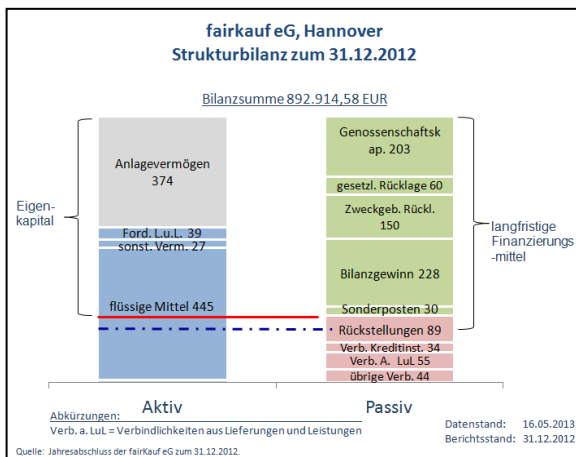 fairkauf eG, Hannover
Strukturbilanz zum 31.12.2012
Bilanzsumme 892.914,58 EUR
Eigen-
kapital
Anlagevermögen
374
Ford. L.u.L. 39
sonst. Verm. 27
flüssige Mittel 445
Genossenschaftsk
ap. 203
gesetzl. Rücklage 60
Zweckgeb. Rückl.
150
Bilanzgewinn 228
Sonderposten 30
Rückstellungen 89
Verb. Kreditinst. 34
Verb. A. LuL 55
übrige Verb. 44
langfristige
Finanzierungs
-mittel
Aktiv
Passiv
Abkürzungen:
Verb. a. LuL = Verbindlichkeiten aus Lieferungen und Leistungen
Datenstand: 16.05.2013
Berichtsstand: 31.12.2012
Quelle: Jahresabschluss der fairKauf eG zum 31.12.2012.